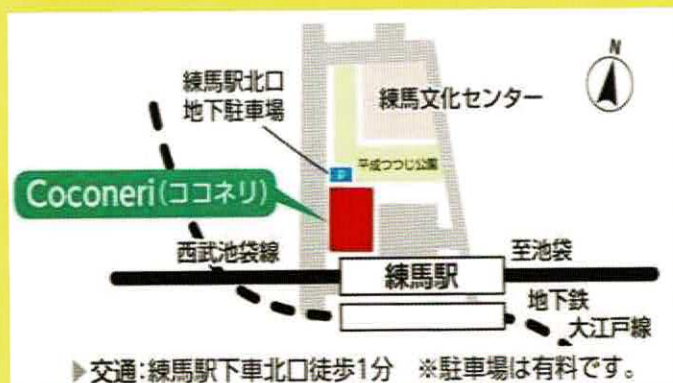 N
練馬駅北口
地下駐車場
練馬文化センター
P
平成つつじ公園
Coconeri(ココネリ)
西武池袋線
至池袋
練馬駅
地下鉄
大江戸線
▶交通:練馬駅下車北口徒歩1分 ※駐車場は有料です。